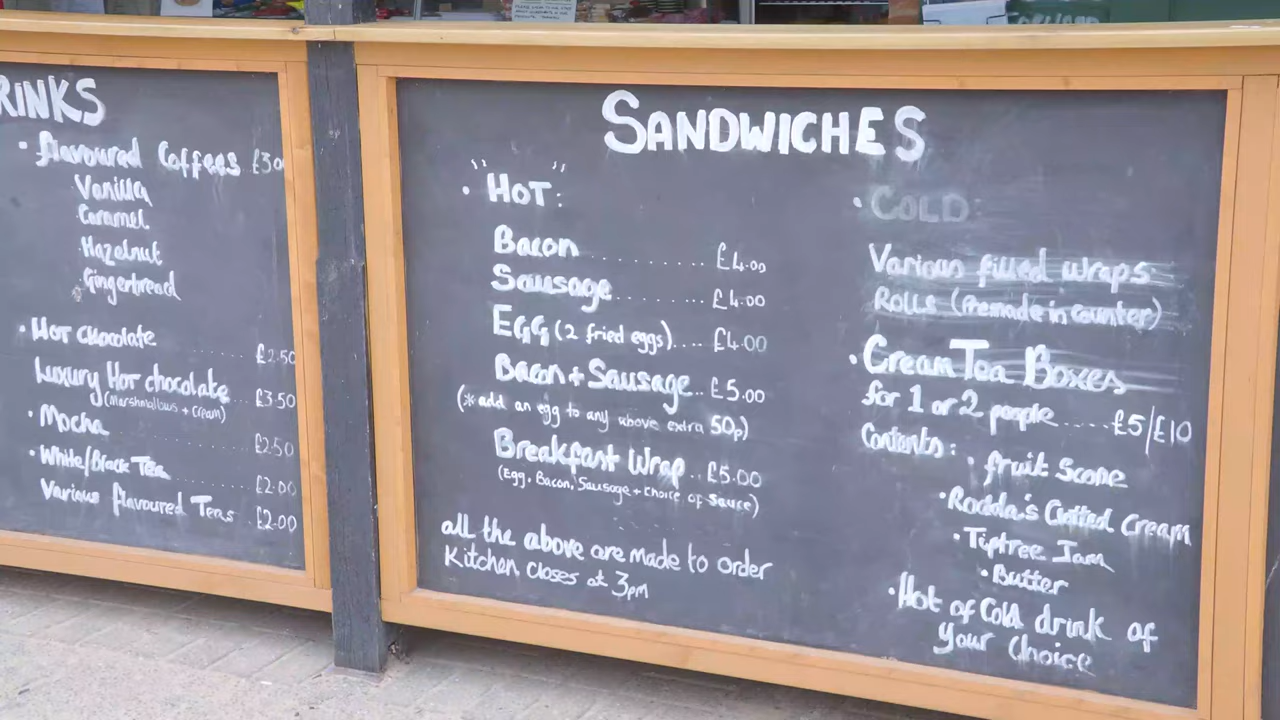 RINKS
• Flavoured Coffees £30
Vanilla
Caramel
Hazelnut
Gingerbread
• Hot chocolate ........ £2.50
Luxury Hot chocolate .. £3.50
(Marshmallows + Cream)
• Mocha ............ £2.50
• White/Black Tea ........ £2.00
Various flavoured Teas . £2.00
SANDWICHES
• "HOT":
Bacon .......... £4.00
Sausage ........ £4.00
EGG (2 fried eggs).... £4.00
Bacon + Sausage.. £5.00
(* add an egg to any above extra 50p)
Breakfast Wrap .. £5.00
(Egg, Bacon, Sausage + choice of Sauce)
all the above are made to order
Kitchen closes at 3pm
• COLD:
Various filled wraps
Rolls (premade in counter)
• Cream Tea Boxes
for 1 or 2 people ..... £5/£10
Contents: • fruit Scone
• Rodda's Clotted Cream
• Tiptree Jam
• Butter
• Hot of Cold drink of
your Choice